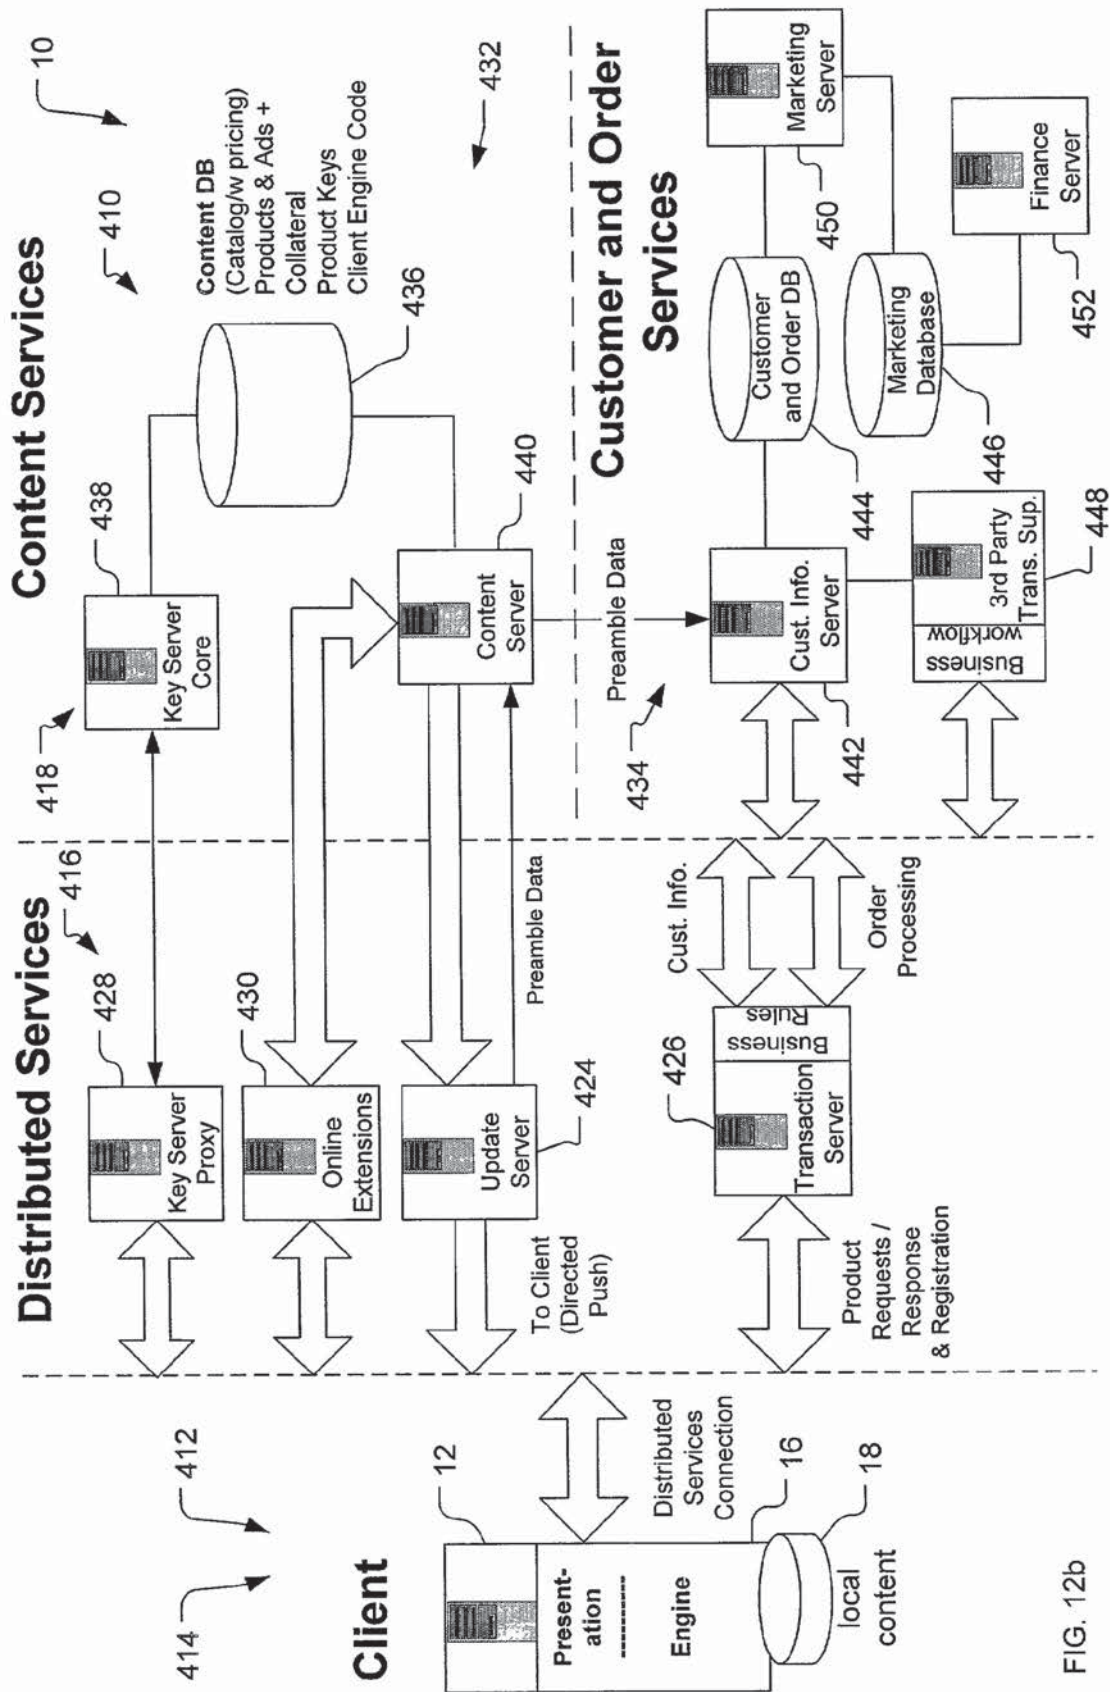 Client
414
412
12
Present-
ation
Engine
16
18
local
content
Distributed
Services
Connection
Distributed Services
416
428
Key Server
Proxy
430
Online
Extensions
Update
Server
424
To Client
(Directed
Push)
Preamble Data
426
Transaction
Server
Business
Rules
Product
Requests /
Response
& Registration
Cust. Info.
Order
Processing
Content Services
10
410
418
438
Key Server
Core
Content DB
(Catalog/w pricing)
Products & Ads +
Collateral
Product Keys
Client Engine Code
436
432
440
Content
Server
Customer and Order
Services
Preamble Data
434
Cust. Info.
Server
442
Customer
and Order DB
444
Marketing
Server
450
Marketing
Database
446
Finance
Server
452
Business
workflow
3rd Party
Trans. Sup.
448
FIG. 12b